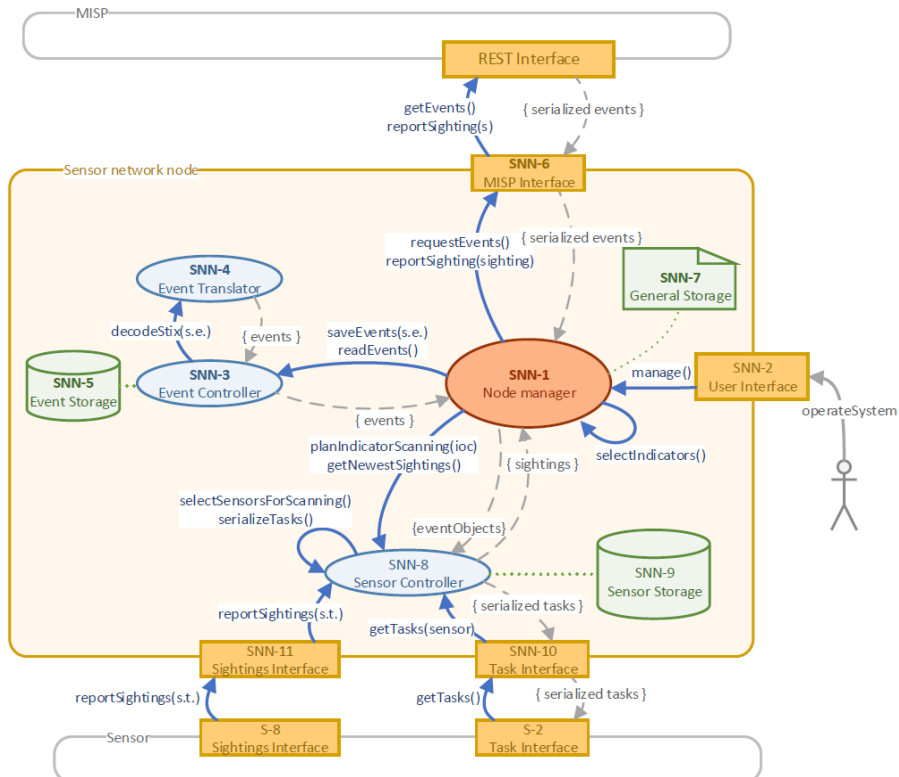 MISP
REST Interface
getEvents()
reportSighting(s)
{ serialized events }
SNN-6
MISP Interface
Sensor network node
requestEvents()
reportSighting(sighting)
{ serialized events }
SNN-7
General Storage
SNN-4
Event Translator
decodeStix(s.e.)
{ events }
saveEvents(s.e.)
readEvents()
SNN-5
Event Storage
SNN-3
Event Controller
SNN-1
Node manager
manage()
SNN-2
User Interface
operateSystem
{ events }
planIndicatorScanning(ioc)
getNewestSightings()
{ sightings }
selectIndicators()
selectSensorsForScanning()
serializeTasks()
{eventObjects}
SNN-8
Sensor Controller
SNN-9
Sensor Storage
reportSightings(s.t.)
getTasks(sensor)
{ serialized tasks }
SNN-11
Sightings Interface
SNN-10
Task Interface
reportSightings(s.t.)
getTasks()
{ serialized tasks }
Sensor
S-8
Sightings Interface
S-2
Task Interface